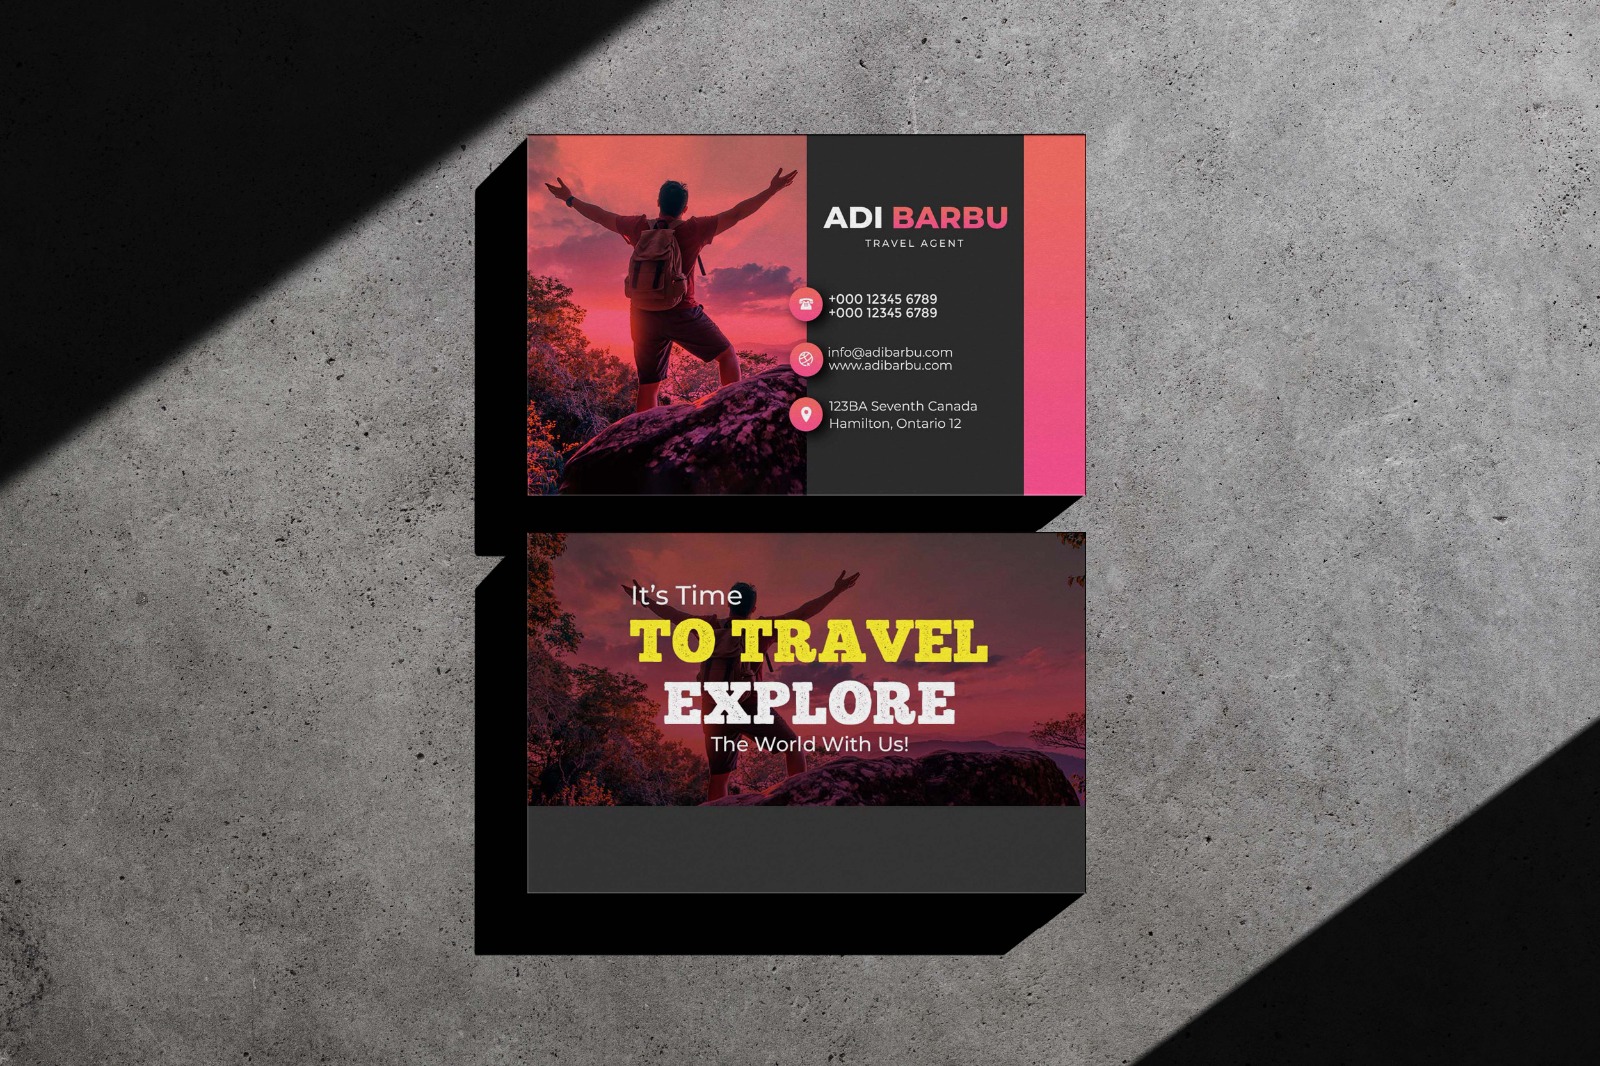 ADI BARBU
TRAVEL AGENT
+000 12345 6789
+000 12345 6789
info@adibarbu.com
www.adibarbu.com
123BA Seventh Canada
Hamilton, Ontario 12
It's Time
TO TRAVEL
EXPLORE
The World With Us!